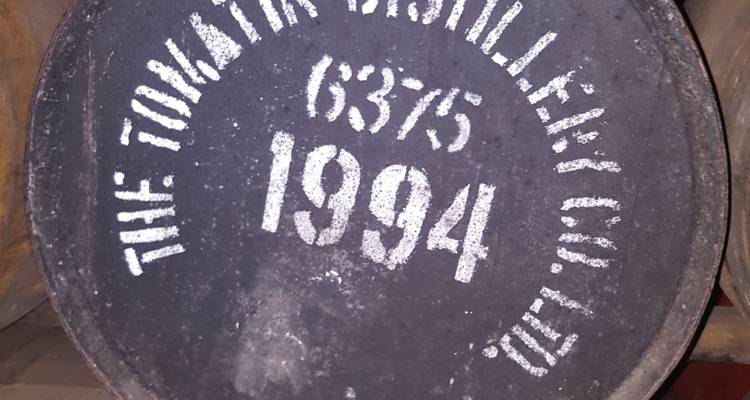 THE TOMATIN DISTILLERY CO. LTD.
6375
1994